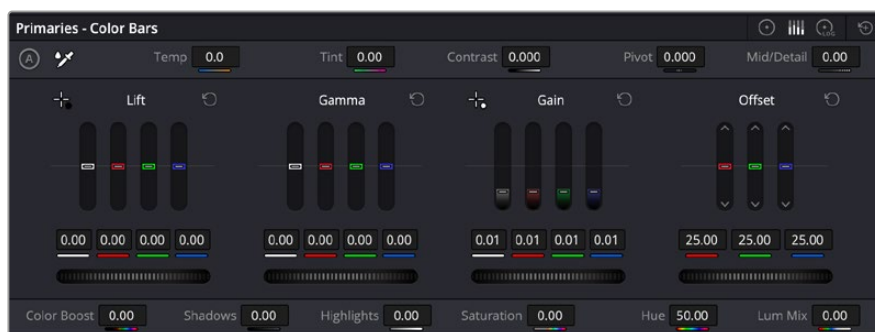 Primaries - Color Bars
LOG
A Temp 0.0 Tint 0.00 Contrast 0.000 Pivot 0.000 Mid/Detail 0.00
Lift Gamma Gain Offset
0.00 0.00 0.00 0.00 0.00 0.00 0.00 0.00 0.01 0.01 0.01 0.01 25.00 25.00 25.00
Color Boost 0.00 Shadows 0.00 Highlights 0.00 Saturation 0.00 Hue 50.00 Lum Mix 0.00